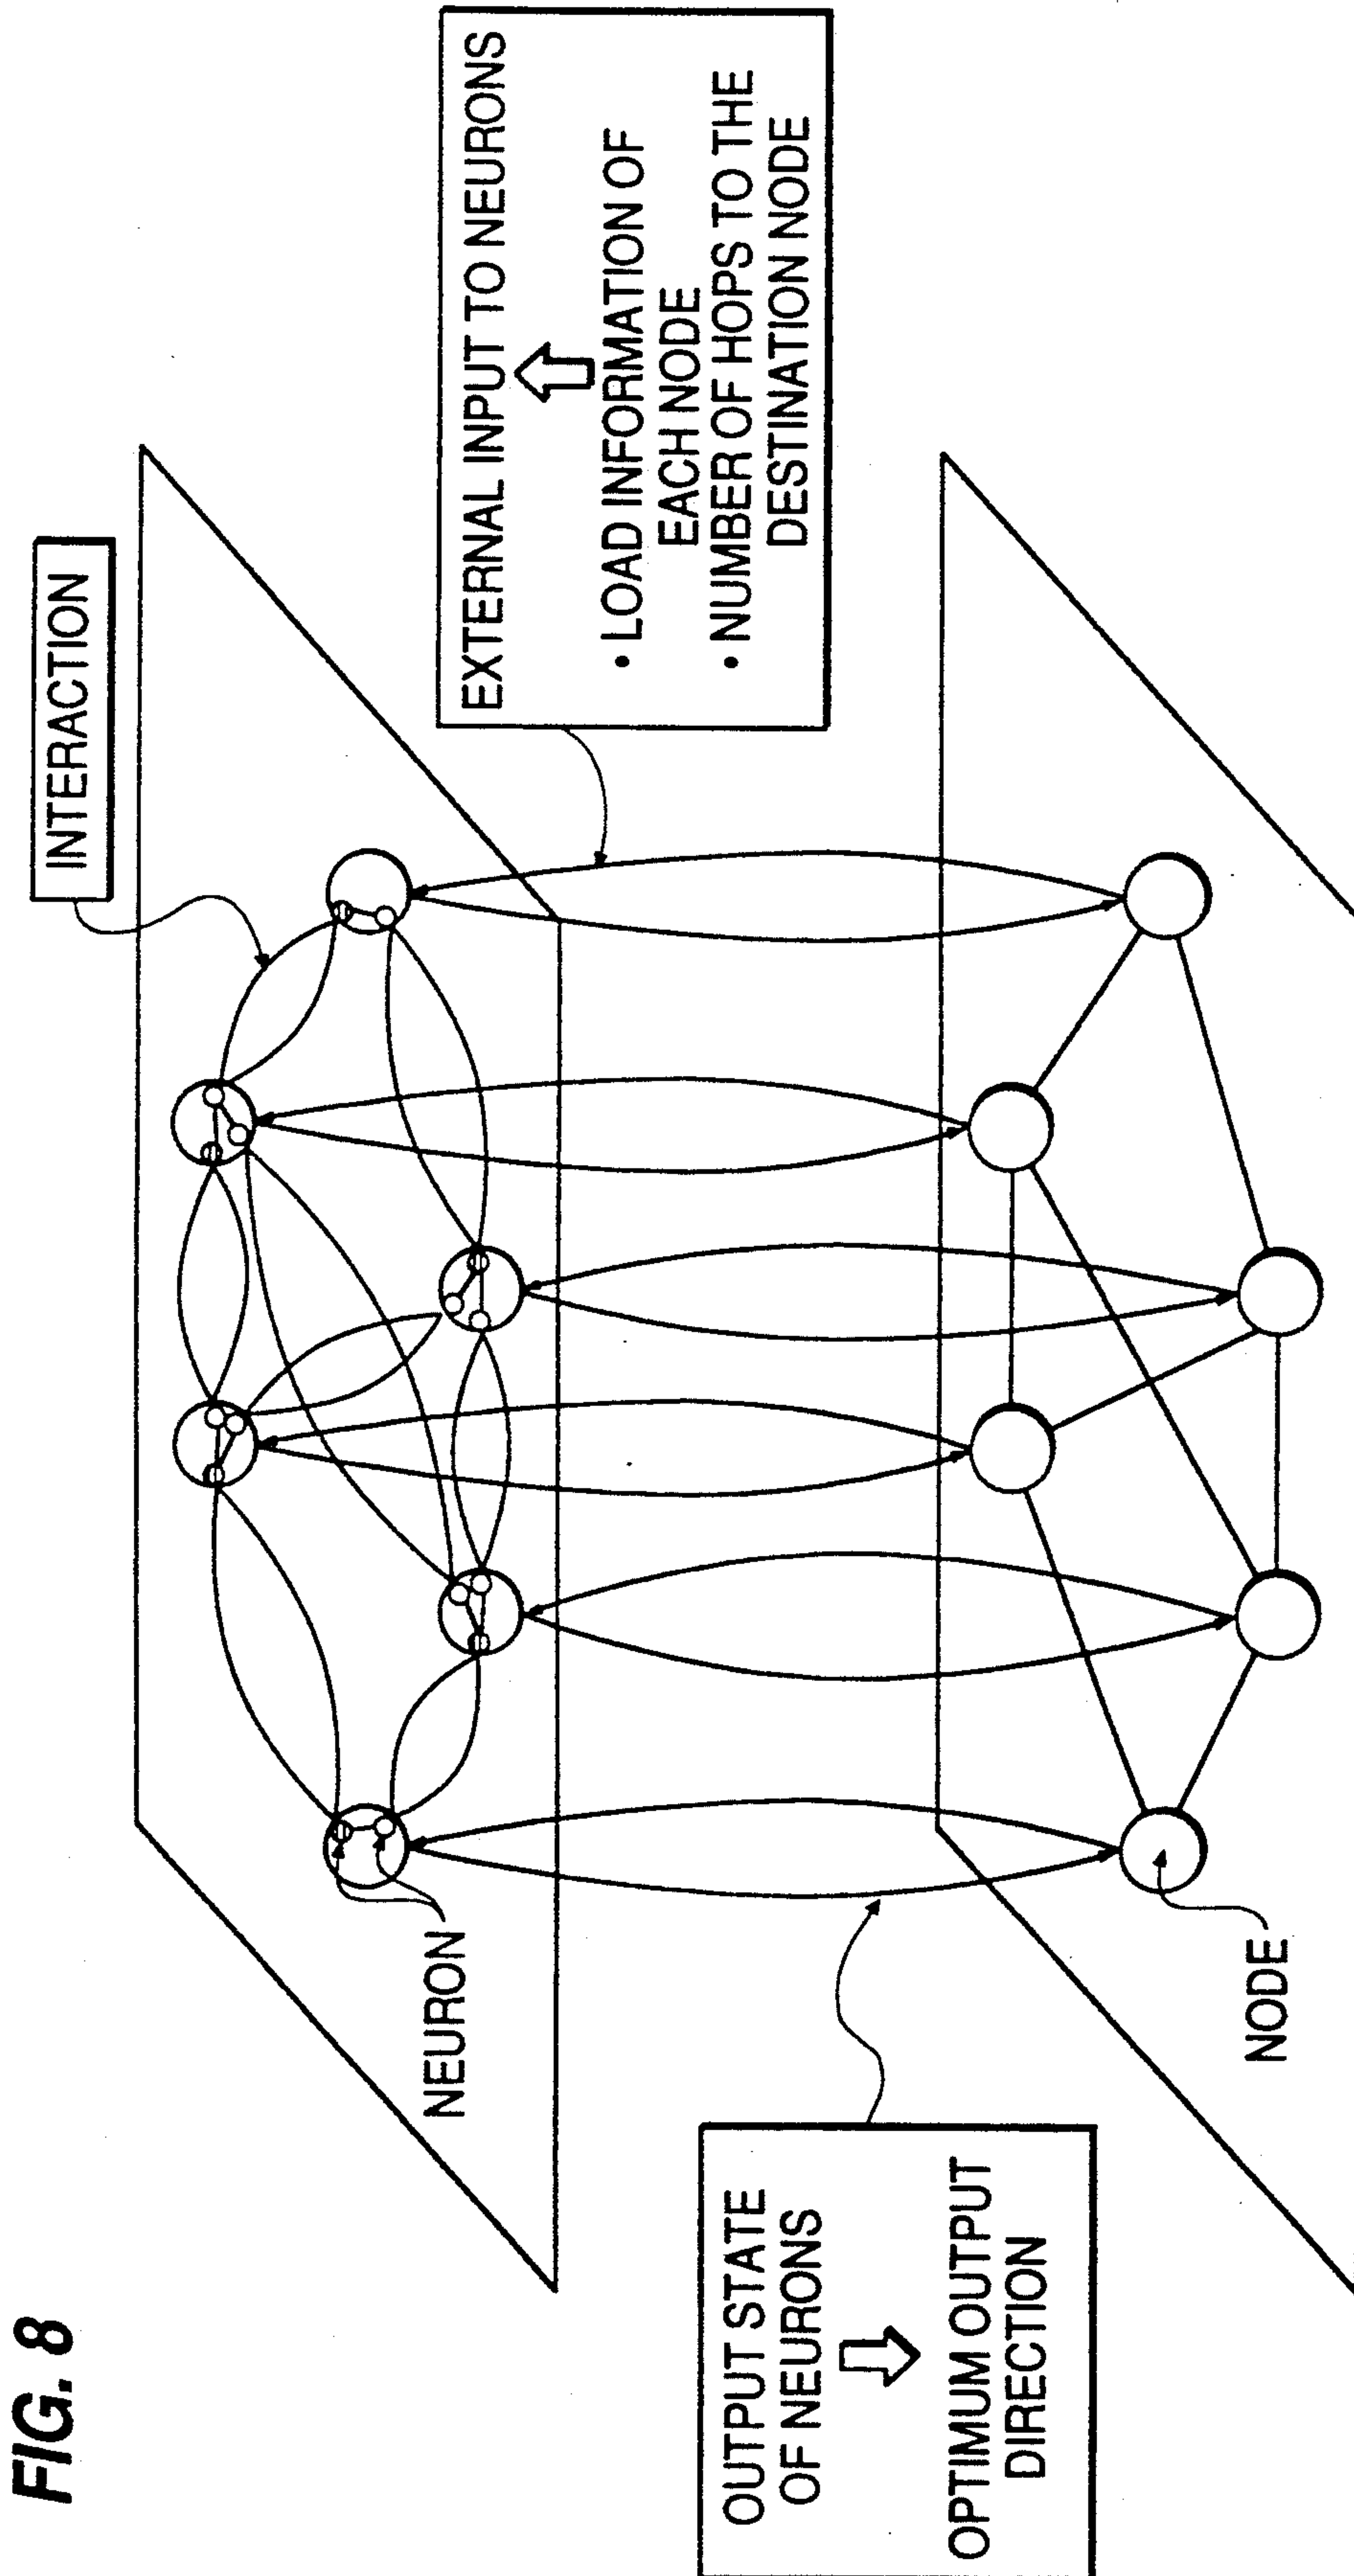 FIG. 8
INTERACTION
EXTERNAL INPUT TO NEURONS
• LOAD INFORMATION OF
EACH NODE
• NUMBER OF HOPS TO THE
DESTINATION NODE
NEURON
OUTPUT STATE
OF NEURONS
OPTIMUM OUTPUT
DIRECTION
NODE